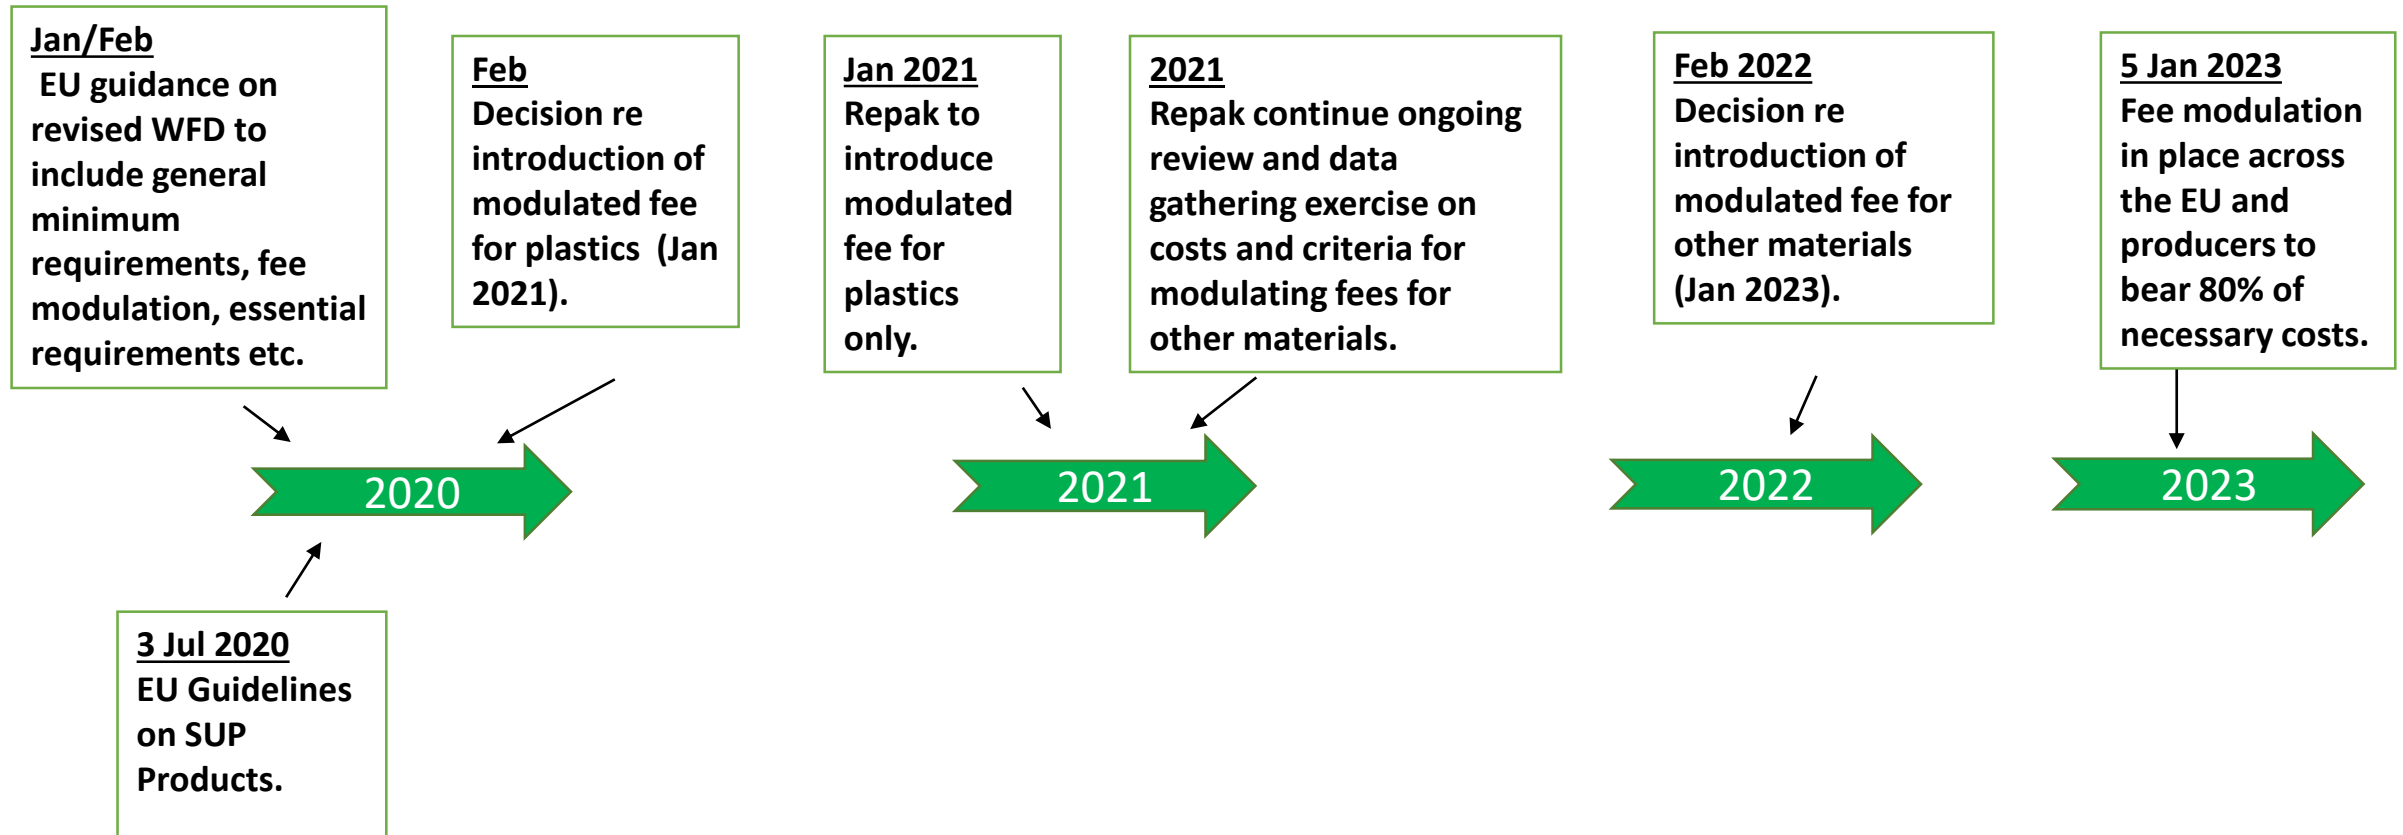 Jan/Feb
EU guidance on
revised WFD to
include general
minimum
requirements, fee
modulation, essential
requirements etc.
Feb
Decision re
introduction of
modulated fee
for plastics (Jan
2021).
Jan 2021
Repak to
introduce
modulated
fee for
plastics
only.
2021
Repak continue ongoing
review and data
gathering exercise on
costs and criteria for
modulating fees for
other materials.
Feb 2022
Decision re
introduction of
modulated fee for
other materials
(Jan 2023).
5 Jan 2023
Fee modulation
in place across
the EU and
producers to
bear 80% of
necessary costs.
2020
2021
2022
2023
3 Jul 2020
EU Guidelines
on SUP
Products.